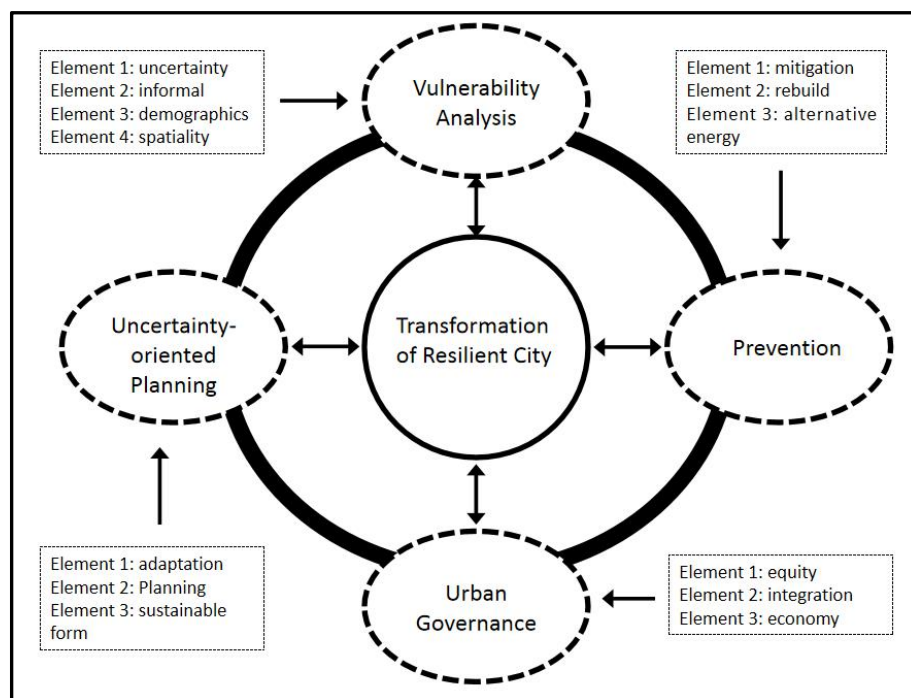 Element 1: uncertainty
Element 2: informal
Element 3: demographics
Element 4: spatiality
Vulnerability
Analysis
Element 1: mitigation
Element 2: rebuild
Element 3: alternative
energy
Uncertainty-
oriented
Planning
Transformation
of Resilient City
Prevention
Element 1: adaptation
Element 2: Planning
Element 3: sustainable
form
Urban
Governance
Element 1: equity
Element 2: integration
Element 3: economy